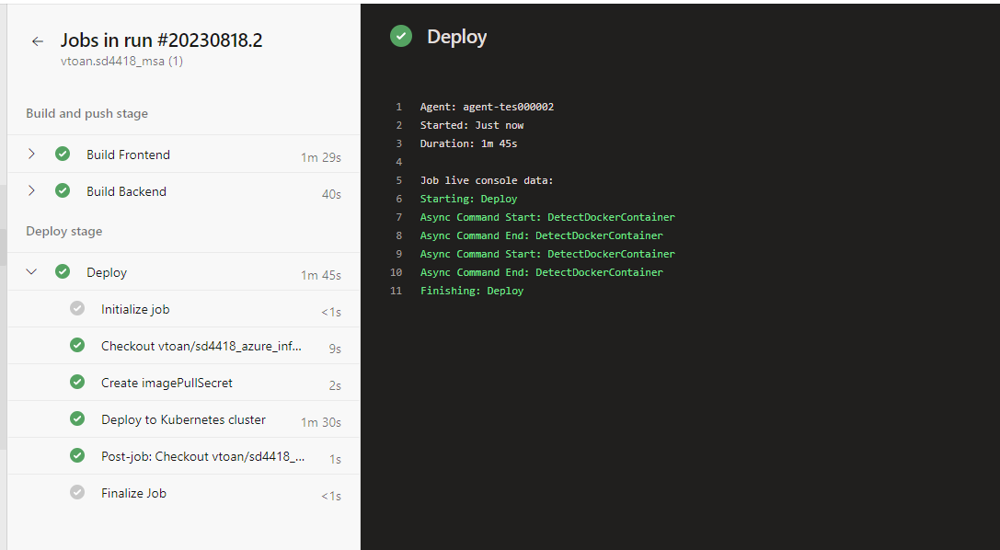 Jobs in run #20230818.2
vtoan.sd4418_msa (1)
Build and push stage
Build Frontend 1m 29s
Build Backend 40s
Deploy stage
Deploy 1m 45s
Initialize job <1s
Checkout vtoan/sd4418_azure_inf... 9s
Create imagePullSecret 2s
Deploy to Kubernetes cluster 1m 30s
Post-job: Checkout vtoan/sd4418_... 1s
Finalize Job <1s
Deploy
1 Agent: agent-tes000002
2 Started: Just now
3 Duration: 1m 45s
4
5 Job live console data:
6 Starting: Deploy
7 Async Command Start: DetectDockerContainer
8 Async Command End: DetectDockerContainer
9 Async Command Start: DetectDockerContainer
10 Async Command End: DetectDockerContainer
11 Finishing: Deploy